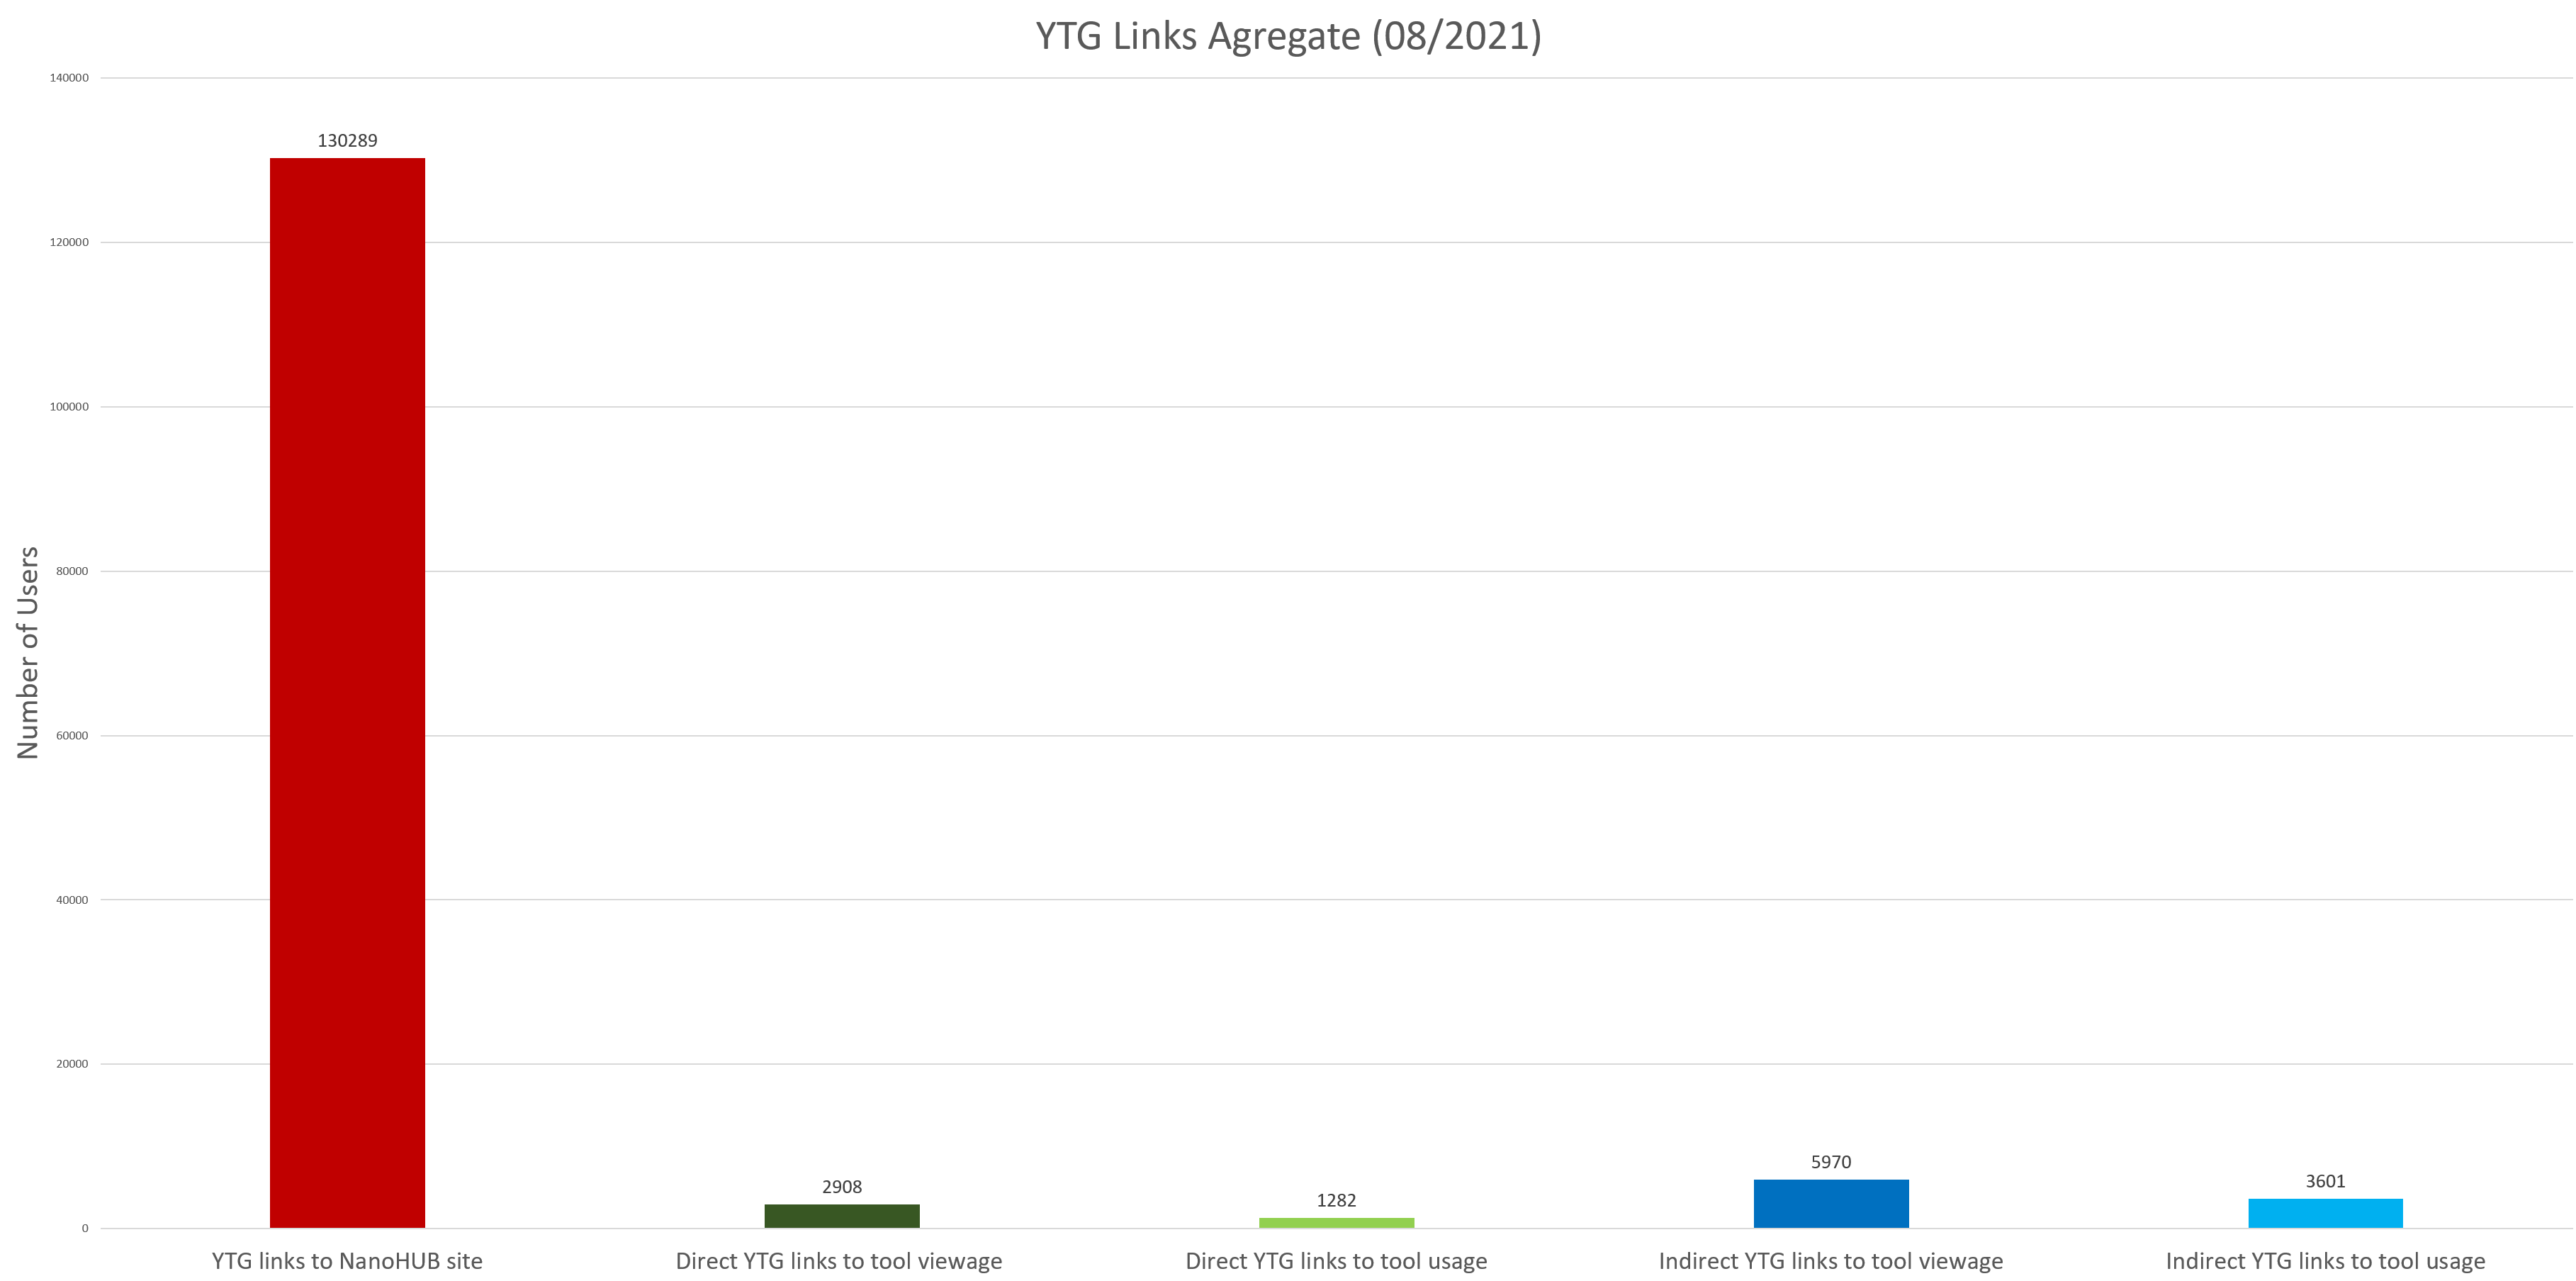 YTG Links Agregate (08/2021)
140000
130289
120000
100000
80000
Number of Users
60000
40000
20000
5970
2908
3601
1282
0
YTG links to NanoHUB site
Direct YTG links to tool viewage
Direct YTG links to tool usage
Indirect YTG links to tool viewage
Indirect YTG links to tool usage